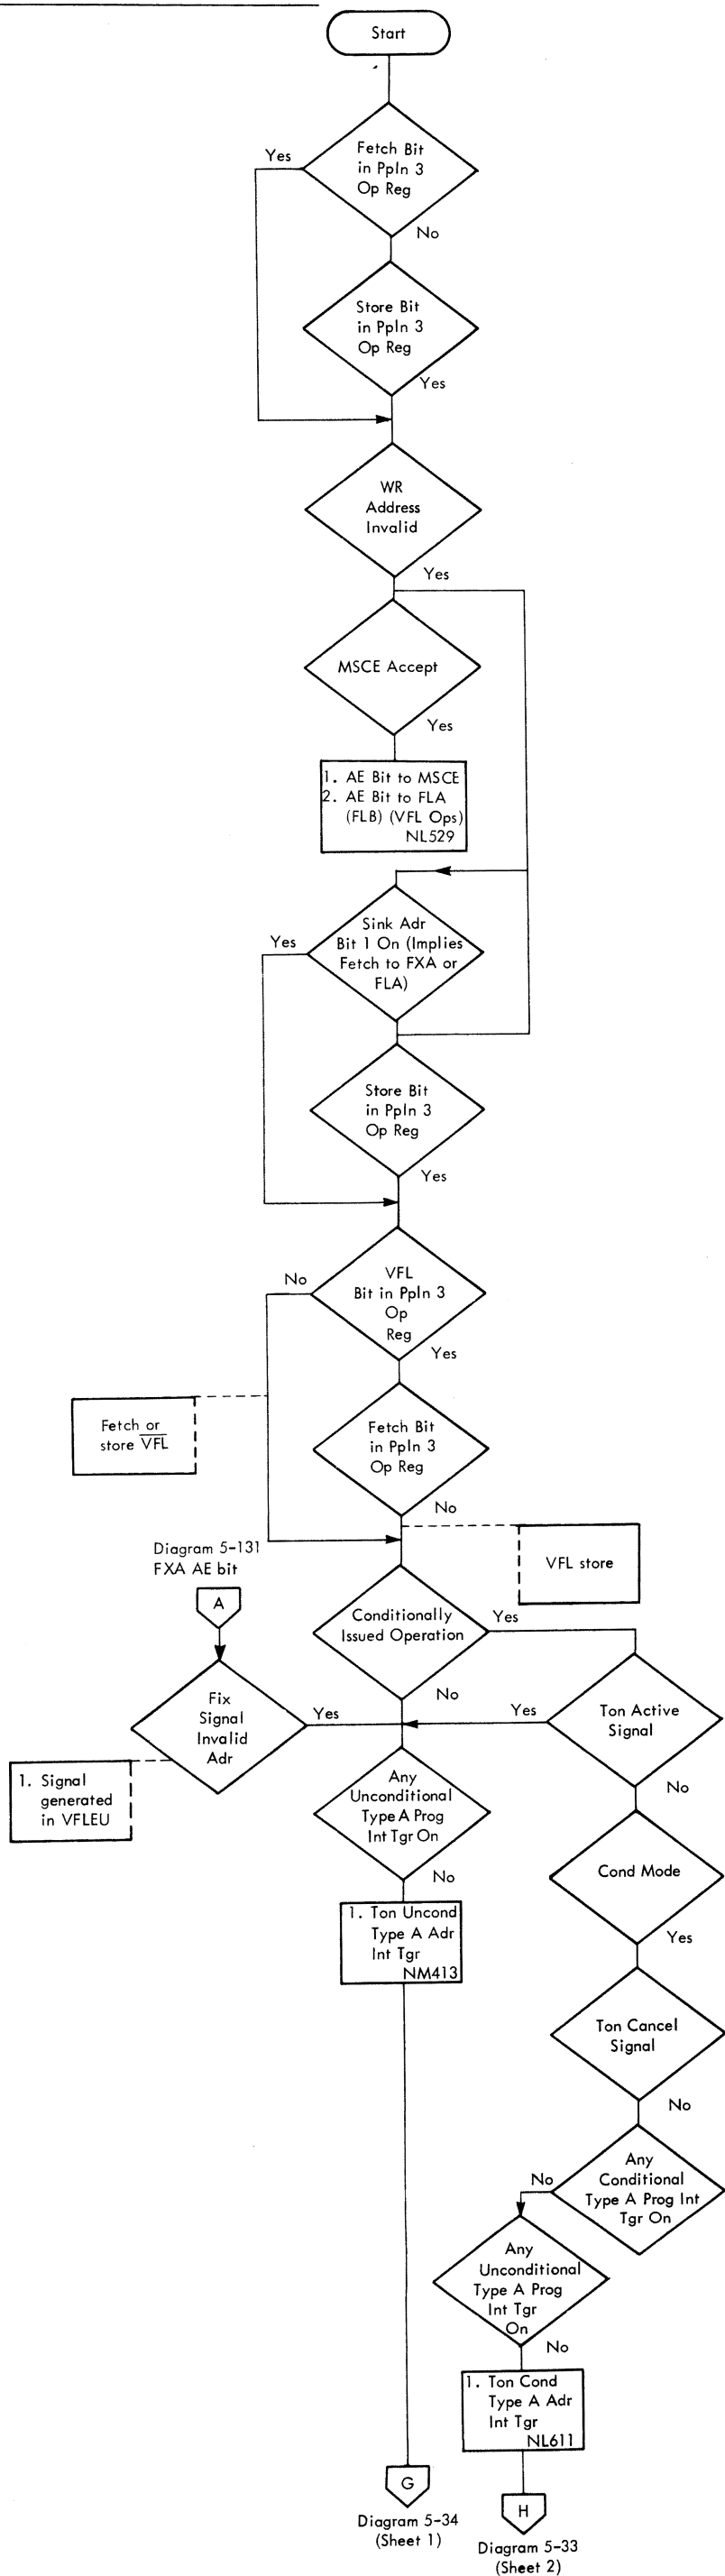 Start
Fetch Bit
in Ppln 3
Op Reg
Yes
No
Store Bit
in Ppln 3
Op Reg
Yes
WR
Address
Invalid
Yes
MSCE Accept
Yes
1. AE Bit to MSCE
2. AE Bit to FLA
(FLB) (VFL Ops)
NL529
Sink Adr
Bit 1 On (Implies
Fetch to FXA or
FLA)
Yes
Store Bit
in Ppln 3
Op Reg
Yes
VFL
Bit in Ppln 3
Op
Reg
No
Yes
Fetch or
store V̅F̅L̅
Fetch Bit
in Ppln 3
Op Reg
No
VFL store
Diagram 5-131
FXA AE bit
A
Conditionally
Issued Operation
Yes
No
Fix
Signal
Invalid
Adr
Yes
Yes
Ton Active
Signal
No
1. Signal
generated
in VFLEU
Any
Unconditional
Type A Prog
Int Tgr On
No
Cond Mode
Yes
1. Ton Uncond
Type A Adr
Int Tgr
NM413
Ton Cancel
Signal
No
Any
Conditional
Type A Prog Int
Tgr On
No
Any
Unconditional
Type A Prog
Int Tgr
On
No
1. Ton Cond
Type A Adr
Int Tgr
NL611
G
Diagram 5-34
(Sheet 1)
H
Diagram 5-33
(Sheet 2)